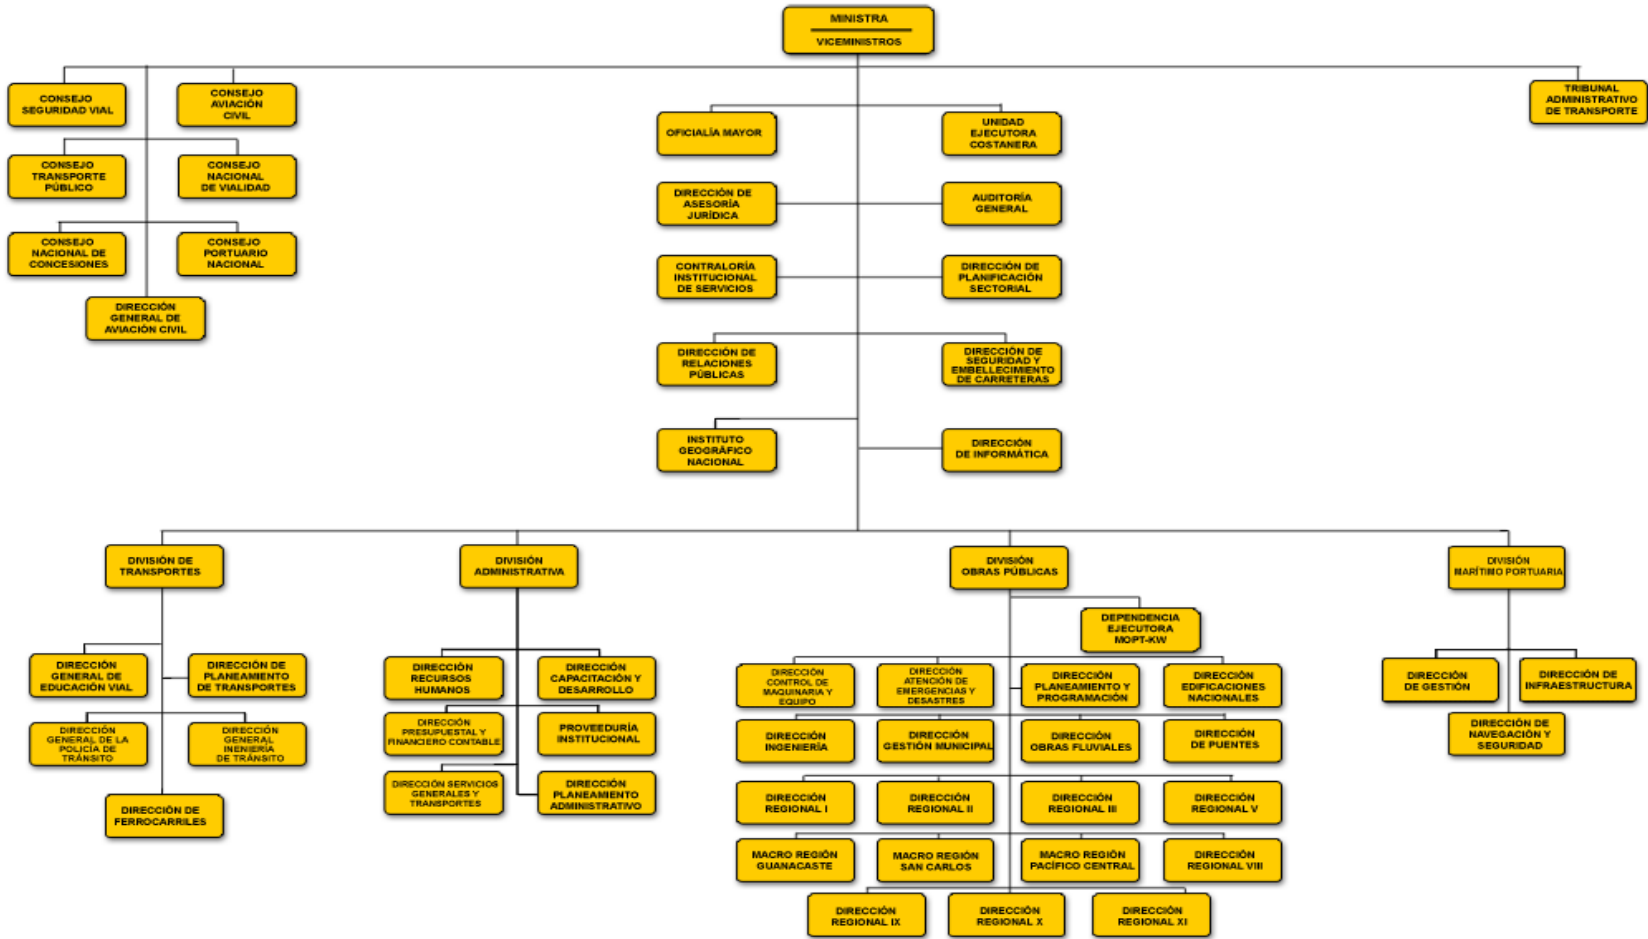 MINISTRA
VICEMINISTROS
CONSEJO
SEGURIDAD VIAL
CONSEJO
AVIACIÓN
CIVIL
CONSEJO
TRANSPORTE
PÚBLICO
CONSEJO
NACIONAL
DE VIALIDAD
CONSEJO
NACIONAL DE
CONCESIONES
CONSEJO
PORTUARIO
NACIONAL
DIRECCIÓN
GENERAL DE
AVIACIÓN CIVIL
OFICIALÍA MAYOR
UNIDAD
EJECUTORA
COSTANERA
DIRECCIÓN DE
ASESORÍA
JURÍDICA
AUDITORÍA
GENERAL
CONTRALORÍA
INSTITUCIONAL
DE SERVICIOS
DIRECCIÓN DE
PLANIFICACIÓN
SECTORIAL
DIRECCIÓN DE
RELACIONES
PÚBLICAS
DIRECCIÓN DE
SEGURIDAD Y
EMBELLECIMIENTO
DE CARRETERAS
INSTITUTO
GEOGRÁFICO
NACIONAL
DIRECCIÓN
DE INFORMÁTICA
TRIBUNAL
ADMINISTRATIVO
DE TRANSPORTE
DIVISIÓN DE
TRANSPORTES
DIRECCIÓN
GENERAL DE
EDUCACIÓN VIAL
DIRECCIÓN DE
PLANEAMIENTO
DE TRANSPORTES
DIRECCIÓN
GENERAL DE LA
POLICÍA DE
TRÁNSITO
DIRECCIÓN
GENERAL
INENIERÍA
DE TRÁNSITO
DIRECCIÓN DE
FERROCARRILES
DIVISIÓN
ADMINISTRATIVA
DIRECCIÓN
RECURSOS
HUMANOS
DIRECCIÓN
CAPACITACIÓN Y
DESARROLLO
DIRECCIÓN
PRESUPUESTAL Y
FINANCIERO CONTABLE
PROVEEDURÍA
INSTITUCIONAL
DIRECCIÓN SERVICIOS
GENERALES Y
TRANSPORTES
DIRECCIÓN
PLANEAMIENTO
ADMINISTRATIVO
DIVISIÓN
OBRAS PÚBLICAS
DEPENDENCIA
EJECUTORA
MOPT-KW
DIRECCIÓN
CONTROL DE
MAQUINARIA Y
EQUIPO
DIRECCIÓN
ATENCIÓN DE
EMERGENCIAS Y
DESASTRES
DIRECCIÓN
PLANEAMIENTO Y
PROGRAMACIÓN
DIRECCIÓN
EDIFICACIONES
NACIONALES
DIRECCIÓN
INGENIERÍA
DIRECCIÓN
GESTIÓN MUNICIPAL
DIRECCIÓN
OBRAS FLUVIALES
DIRECCIÓN
DE PUENTES
DIRECCIÓN
REGIONAL I
DIRECCIÓN
REGIONAL II
DIRECCIÓN
REGIONAL III
DIRECCIÓN
REGIONAL V
MACRO REGIÓN
GUANACASTE
MACRO REGIÓN
SAN CARLOS
MACRO REGIÓN
PACÍFICO CENTRAL
DIRECCIÓN
REGIONAL VIII
DIRECCIÓN
REGIONAL IX
DIRECCIÓN
REGIONAL X
DIRECCIÓN
REGIONAL XI
DIVISIÓN
MARÍTIMO PORTUARIA
DIRECCIÓN
DE GESTIÓN
DIRECCIÓN DE
INFRAESTRUCTURA
DIRECCIÓN DE
NAVEGACIÓN Y
SEGURIDAD